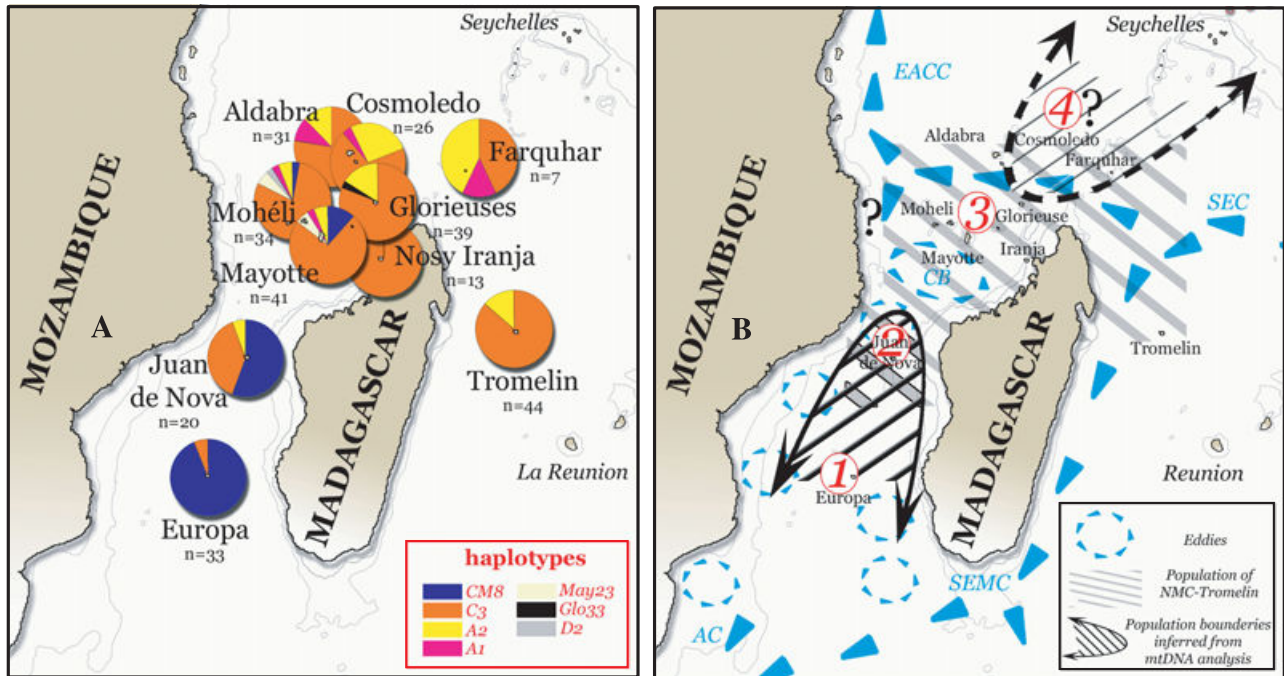 Seychelles
Aldabra
n=31
Cosmoledo
n=26
Farquhar
n=7
Mohéli
n=34
Glorieuses
n=39
Mayotte
n=41
Nosy Iranja
n=13
MOZAMBIQUE
A
Juan
de Nova
n=20
Tromelin
n=44
MADAGASCAR
La Reunion
Europa
n=33
haplotypes
CM8
C3
A2
A1
May23
Glo33
D2
Seychelles
EACC
4
?
Aldabra
Cosmoledo
Farquhar
SEC
?
Moheli
3
Glorieuse
Mayotte
Iranja
CB
MOZAMBIQUE
B
2
Juan
de Nova
Tromelin
MADAGASCAR
1
Europa
Reunion
SEMC
AC
Eddies
Population of
NMC-Tromelin
Population bounderies
inferred from
mtDNA analysis